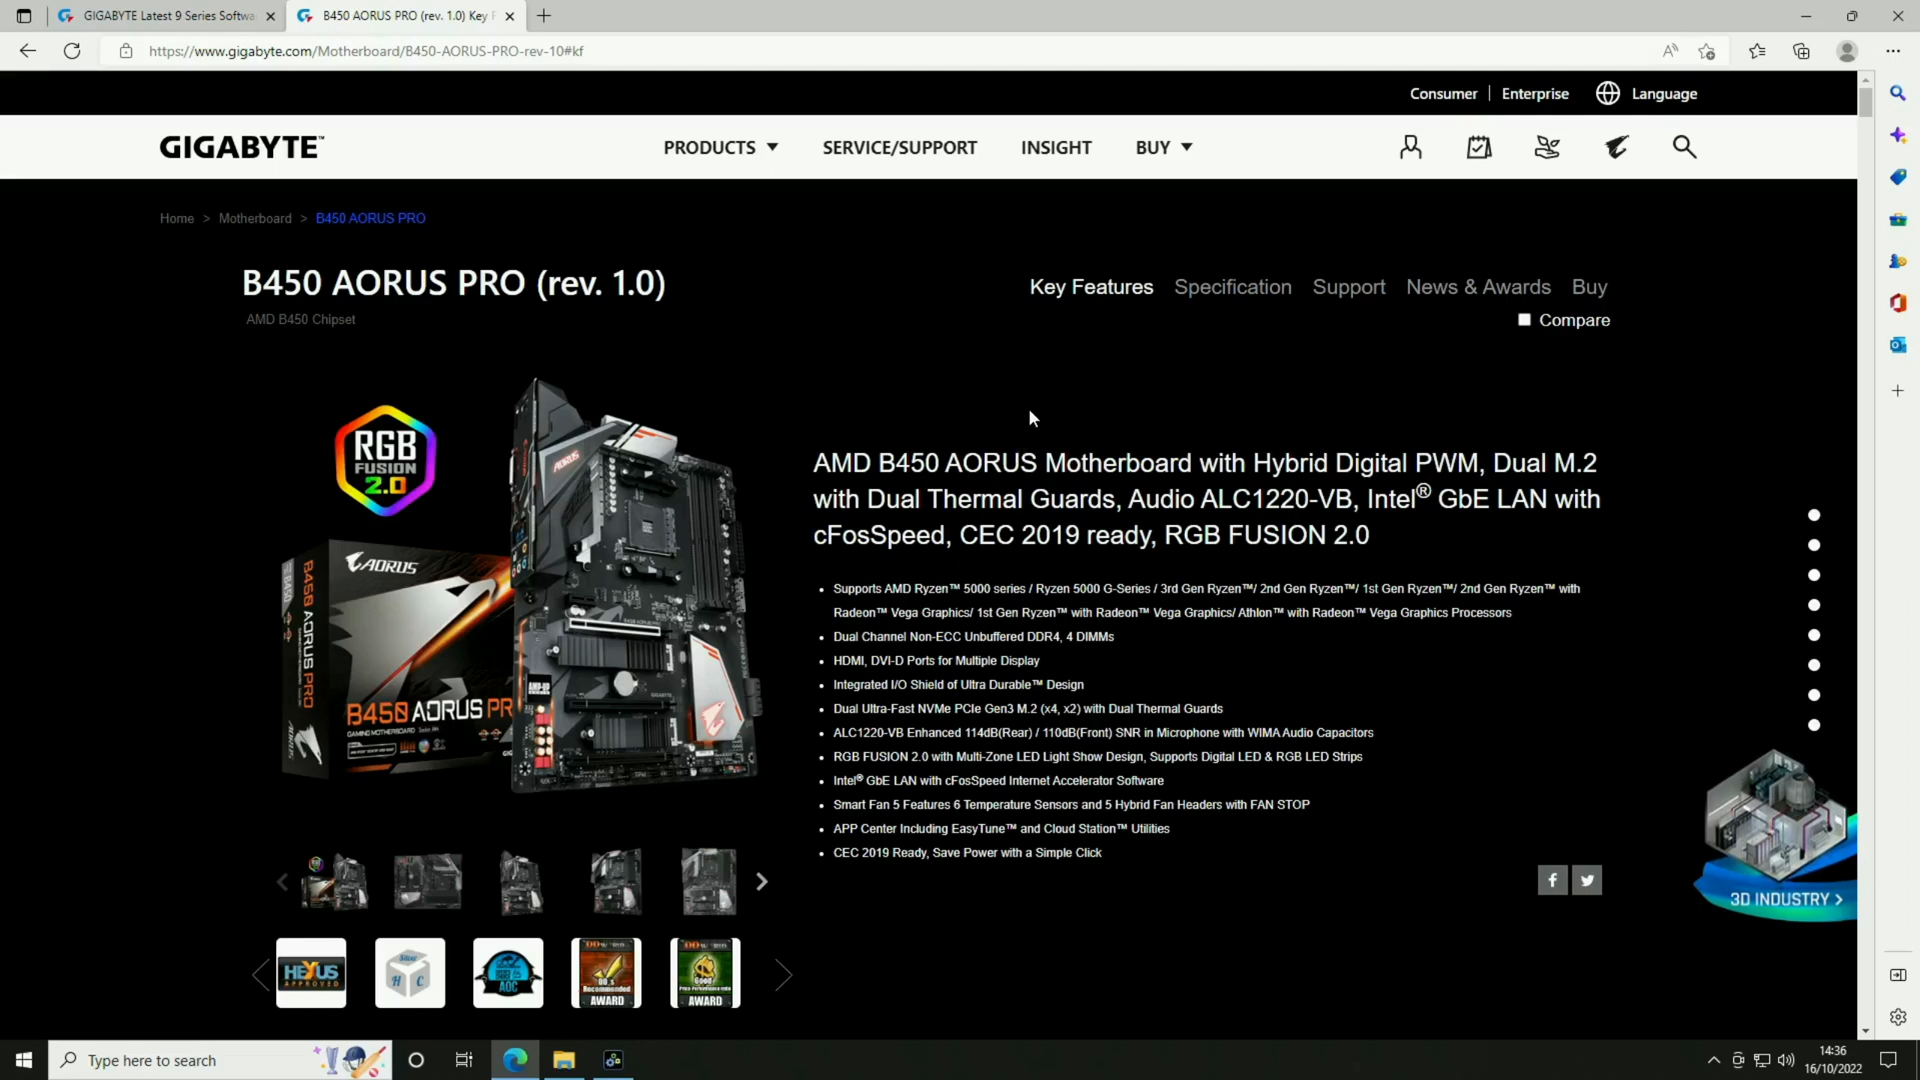 GIGABYTE Latest 9 Series Softwa
B450 AORUS PRO (rev. 1.0) Key F
https://www.gigabyte.com/Motherboard/B450-AORUS-PRO-rev-10#kf
Consumer | Enterprise Language
GIGABYTE™
PRODUCTS SERVICE/SUPPORT INSIGHT BUY
Home > Motherboard > B450 AORUS PRO
B450 AORUS PRO (rev. 1.0)
AMD B450 Chipset
Key Features Specification Support News & Awards Buy
Compare
RGB
FUSION
2.0
AORUS
AORUS
B450 AORUS PRO
B450 AORUS PR
GAMING MOTHERBOARD
AMD B450 AORUS Motherboard with Hybrid Digital PWM, Dual M.2
with Dual Thermal Guards, Audio ALC1220-VB, Intel® GbE LAN with
cFosSpeed, CEC 2019 ready, RGB FUSION 2.0
• Supports AMD Ryzen™ 5000 series / Ryzen 5000 G-Series / 3rd Gen Ryzen™/ 2nd Gen Ryzen™/ 1st Gen Ryzen™/ 2nd Gen Ryzen™ with
Radeon™ Vega Graphics/ 1st Gen Ryzen™ with Radeon™ Vega Graphics/ Athlon™ with Radeon™ Vega Graphics Processors
• Dual Channel Non-ECC Unbuffered DDR4, 4 DIMMs
• HDMI, DVI-D Ports for Multiple Display
• Integrated I/O Shield of Ultra Durable™ Design
• Dual Ultra-Fast NVMe PCIe Gen3 M.2 (x4, x2) with Dual Thermal Guards
• ALC1220-VB Enhanced 114dB(Rear) / 110dB(Front) SNR in Microphone with WIMA Audio Capacitors
• RGB FUSION 2.0 with Multi-Zone LED Light Show Design, Supports Digital LED & RGB LED Strips
• Intel® GbE LAN with cFosSpeed Internet Accelerator Software
• Smart Fan 5 Features 6 Temperature Sensors and 5 Hybrid Fan Headers with FAN STOP
• APP Center Including EasyTune™ and Cloud Station™ Utilities
• CEC 2019 Ready, Save Power with a Simple Click
3D INDUSTRY >
HEXUS
APPROVED
Silver
H C
AOC
Recommended
AWARD
Good
AWARD
Type here to search
14:36
16/10/2022